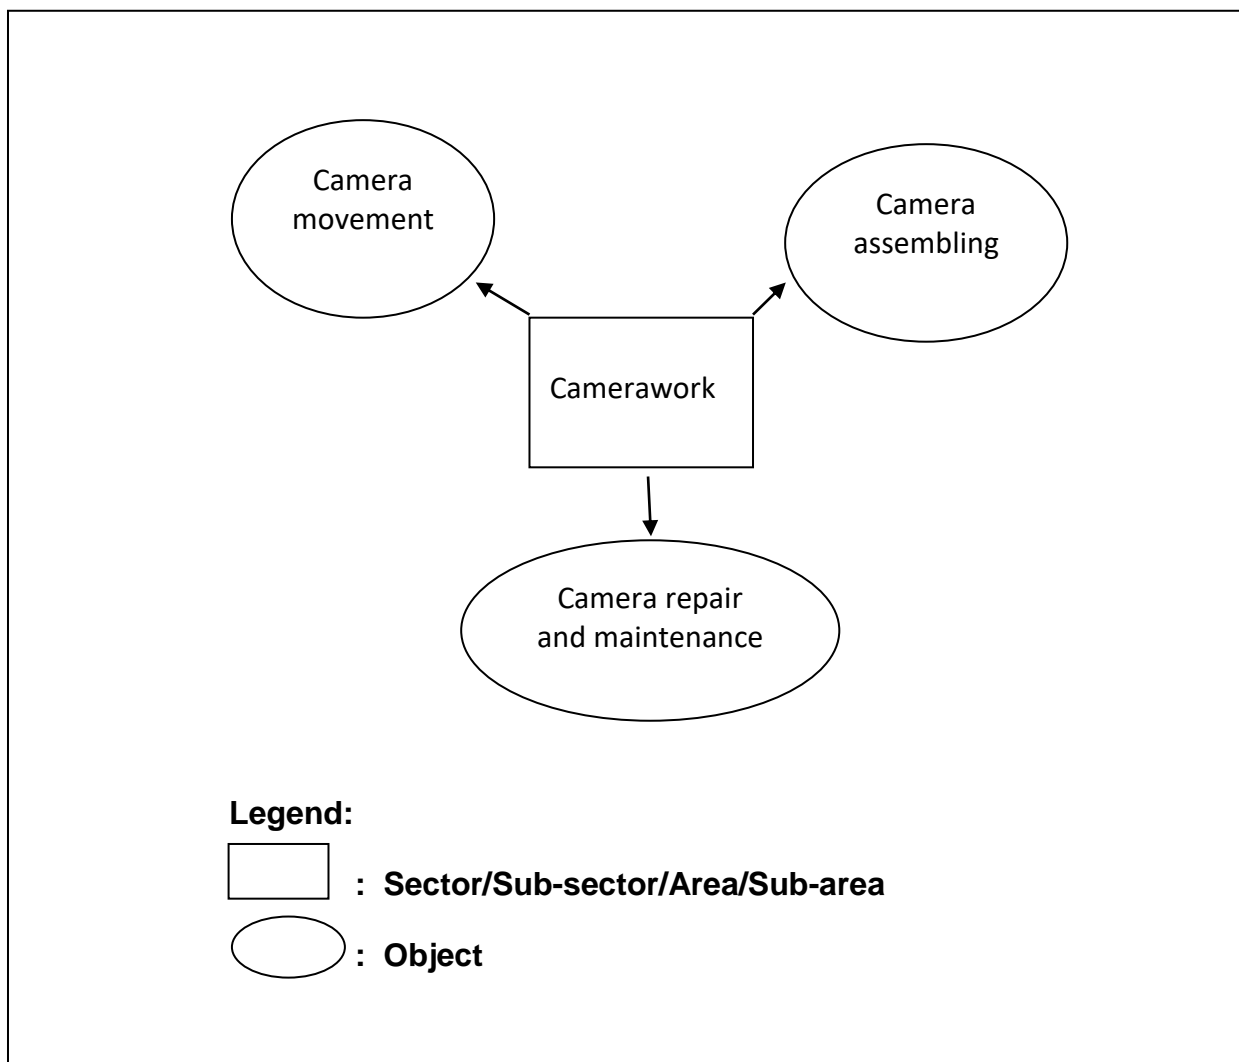 Camera
movement
Camera
assembling
Camerawork
Camera repair
and maintenance
Legend:
: Sector/Sub-sector/Area/Sub-area
: Object